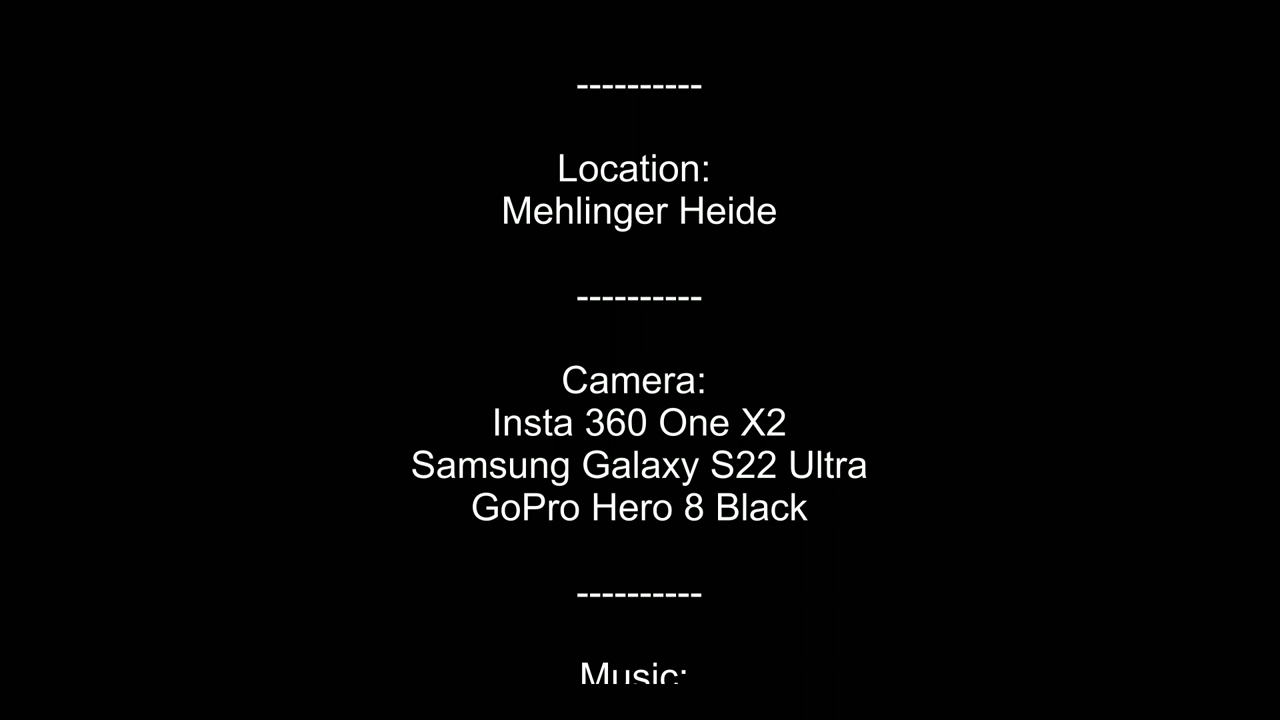 ----------
Location:
Mehlinger Heide
----------
Camera:
Insta 360 One X2
Samsung Galaxy S22 Ultra
GoPro Hero 8 Black
----------
Music: